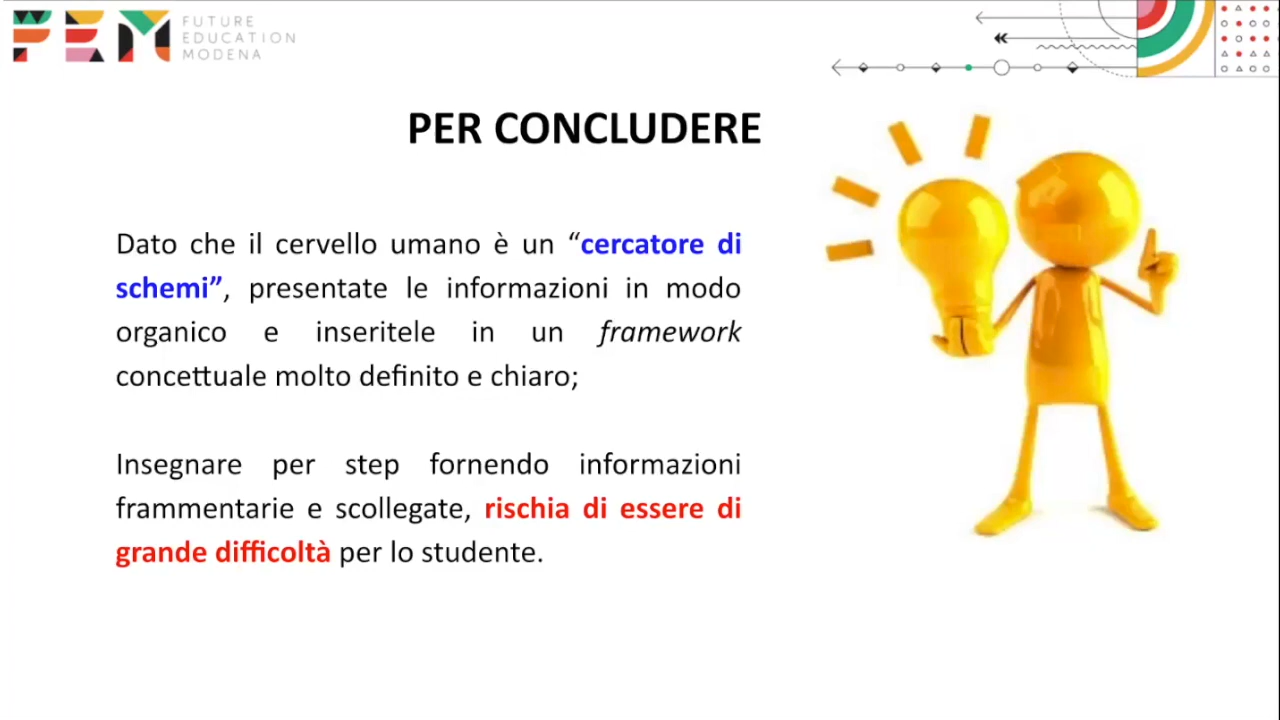 FEM
FUTURE
EDUCATION
MODENA
PER CONCLUDERE
Dato che il cervello umano è un “cercatore di
schemi”, presentate le informazioni in modo
organico e inseritele in un framework
concettuale molto definito e chiaro;
Insegnare per step fornendo informazioni
frammentarie e scollegate, rischia di essere di
grande difficoltà per lo studente.